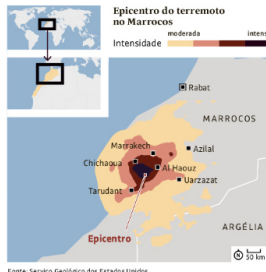 Epicentro do terremoto
no Marrocos
moderada
intens
Intensidade
Rabat
MARROCOS
Marrakech
Azilal
Chichaoua
Al Haouz
Uarzazat
Tarudant
ARGÉLIA
Epicentro
N
50 km
Fonte: Serviço Geológico dos Estados Unidos